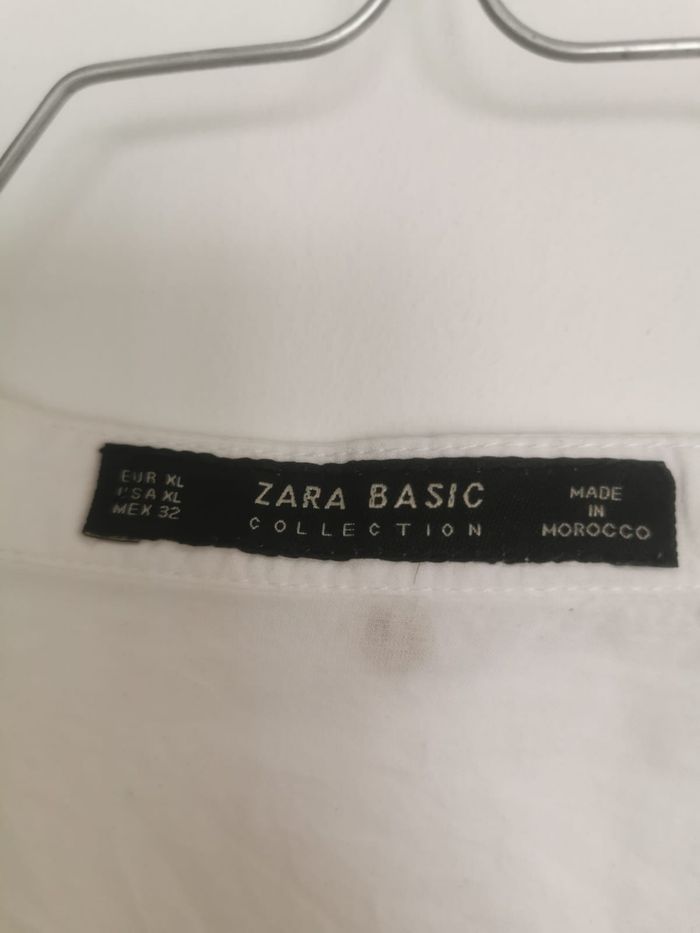 EUR XL
USA XL
MEX 32
ZARA BASIC
COLLECTION
MADE
IN
MOROCCO